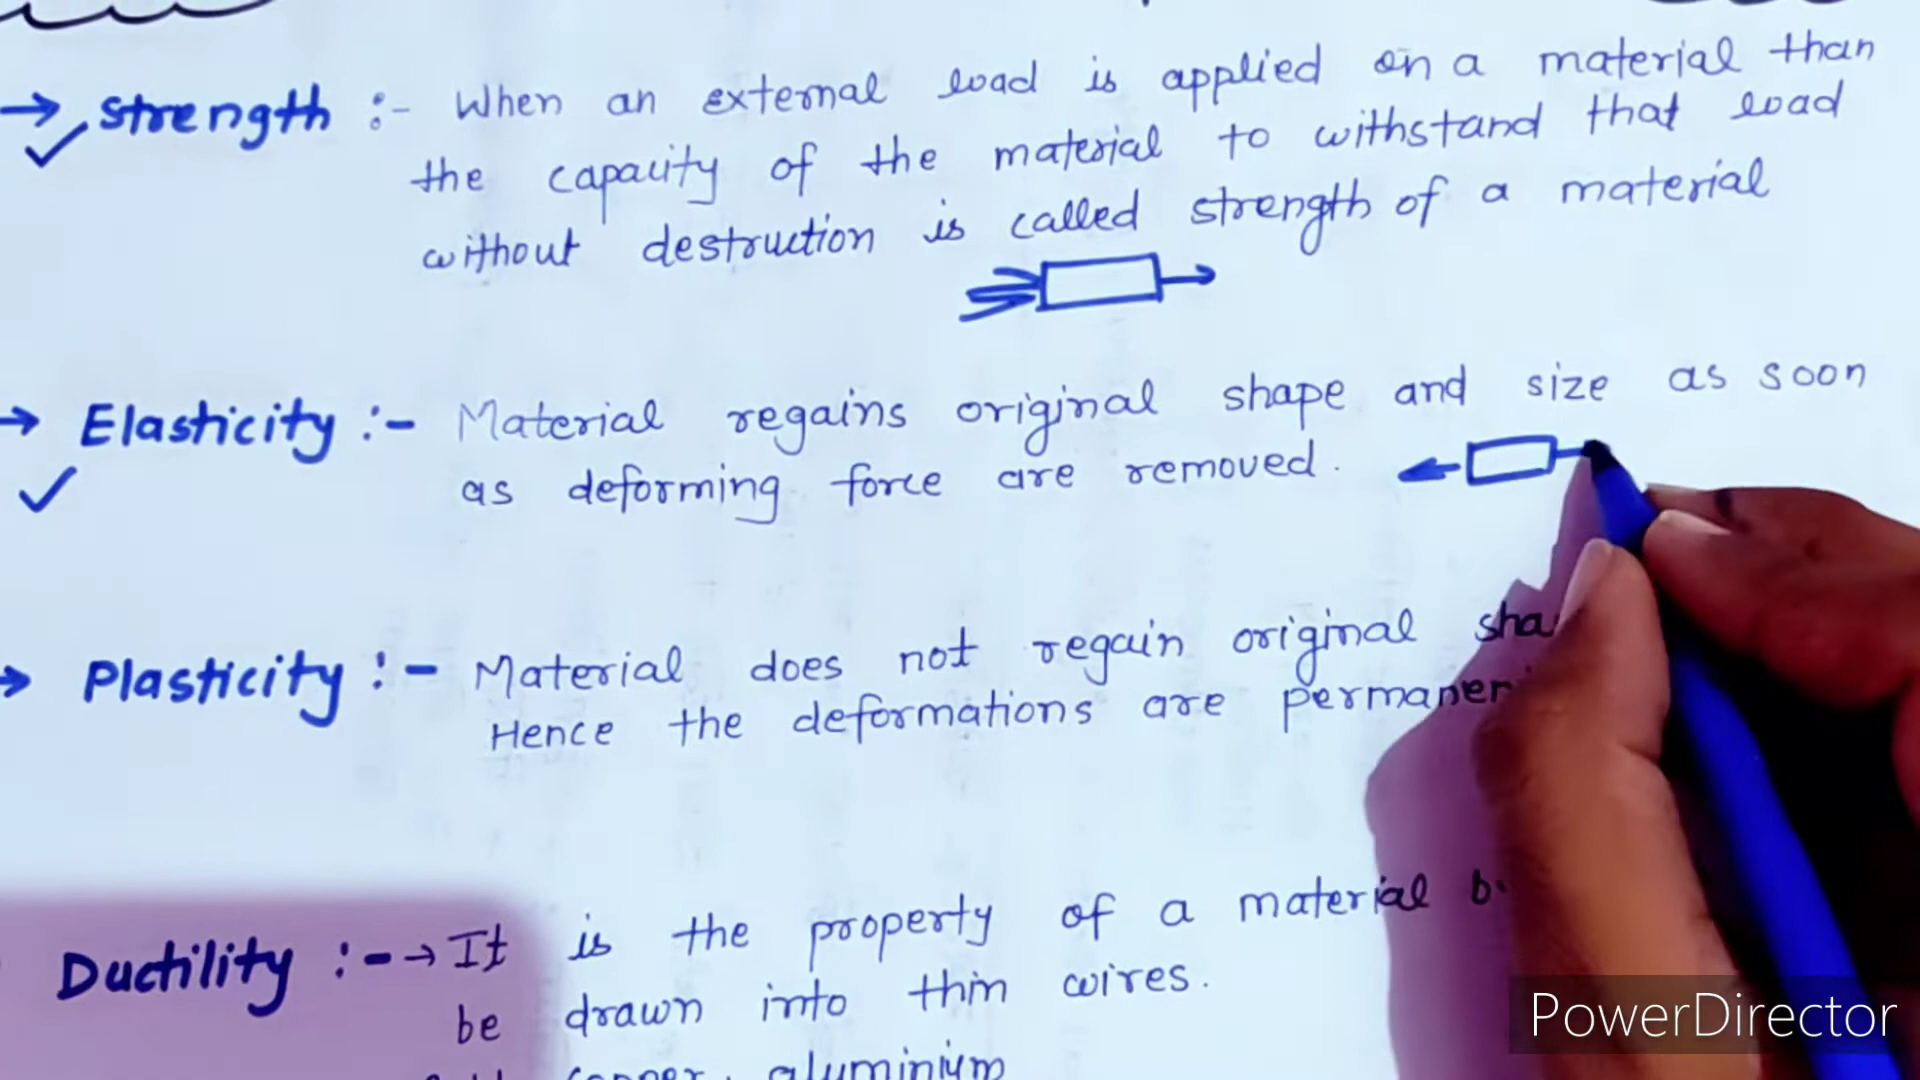 → Strength :- When an external load is applied on a material than
the capacity of the material to withstand that load
without destruction is called strength of a material
→ Elasticity :- Material regains original shape and size as soon
as deforming force are removed.
→ Plasticity :- Material does not regain original
Hence the deformations are
Ductility :- → It is the property of a material
be drawn into thin wires.
copper, aluminium
PowerDirector